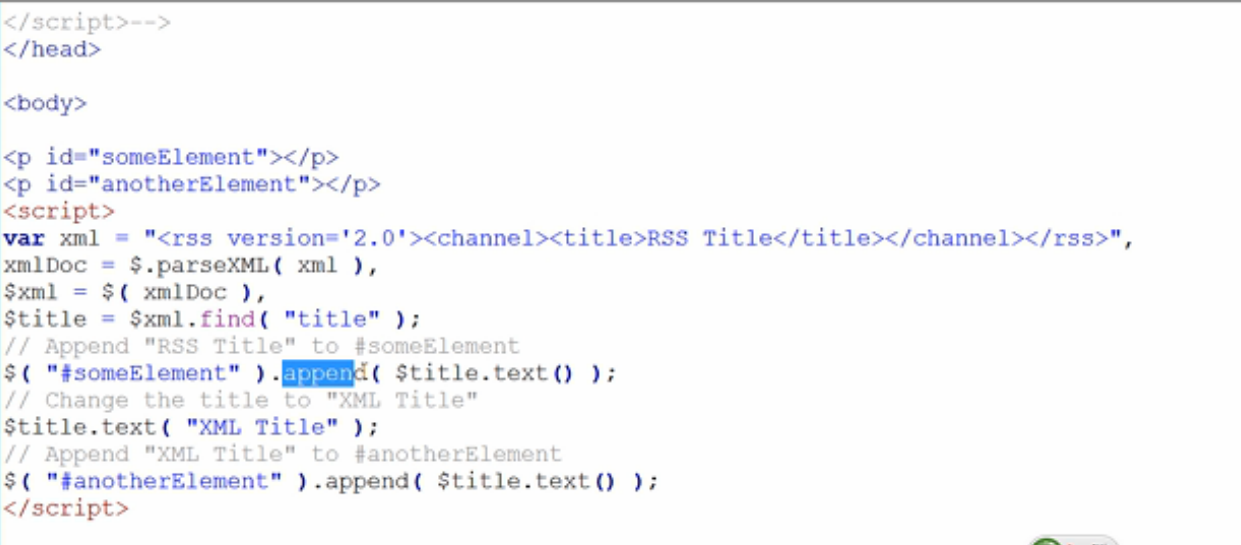 </script>-->
</head>
<body>
<p id="someElement"></p>
<p id="anotherElement"></p>
<script>
var xml = "<rss version='2.0'><channel><title>RSS Title</title></channel></rss>",
xmlDoc = $.parseXML( xml ),
$xml = $( xmlDoc ),
$title = $xml.find( "title" );
// Append "RSS Title" to #someElement
$( "#someElement" ).append( $title.text() );
// Change the title to "XML Title"
$title.text( "XML Title" );
// Append "XML Title" to #anotherElement
$( "#anotherElement" ).append( $title.text() );
</script>